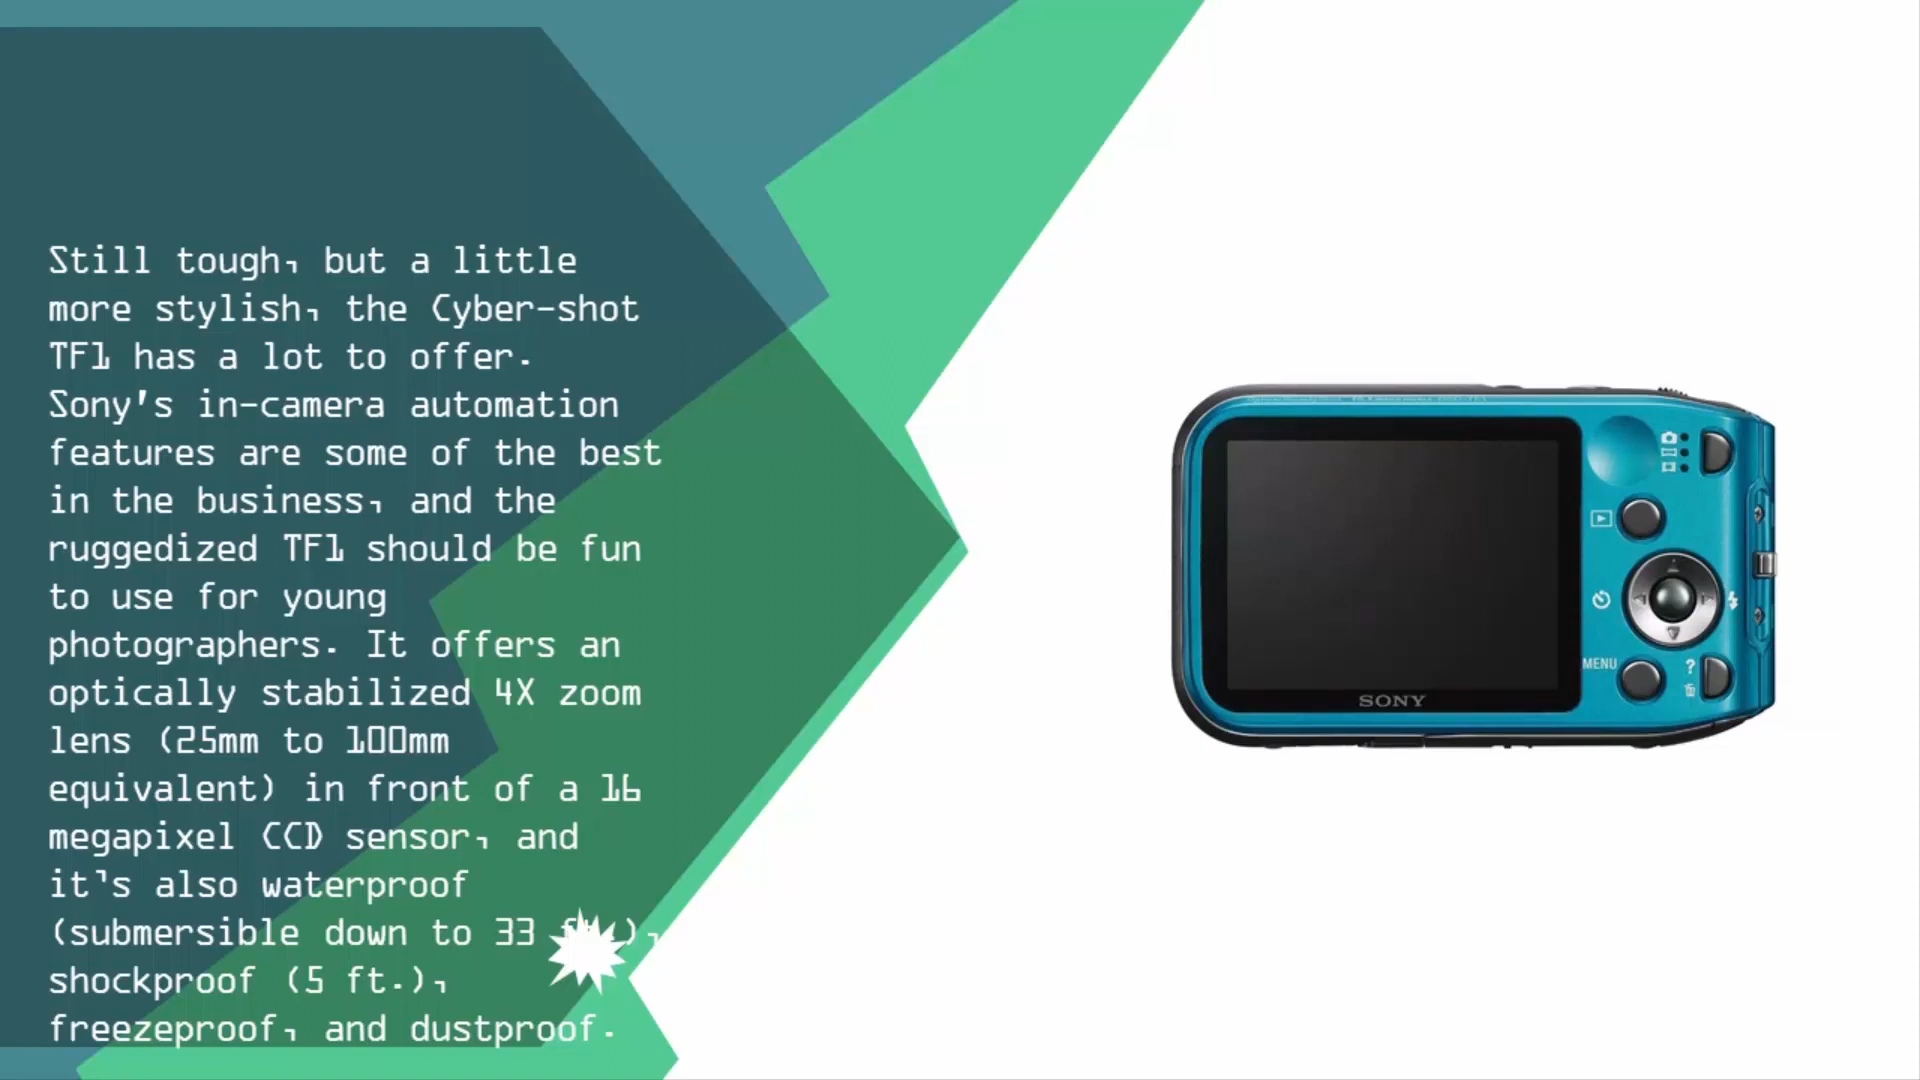 Still tough, but a little
more stylish, the Cyber-shot
TF1 has a lot to offer.
Sony's in-camera automation
features are some of the best
in the business, and the
ruggedized TF1 should be fun
to use for young
photographers. It offers an
optically stabilized 4X zoom
lens (25mm to 100mm
equivalent) in front of a 16
megapixel CCD sensor, and
it's also waterproof
(submersible down to 33 ft.),
shockproof (5 ft.),
freezeproof, and dustproof.
SONY
MENU
?